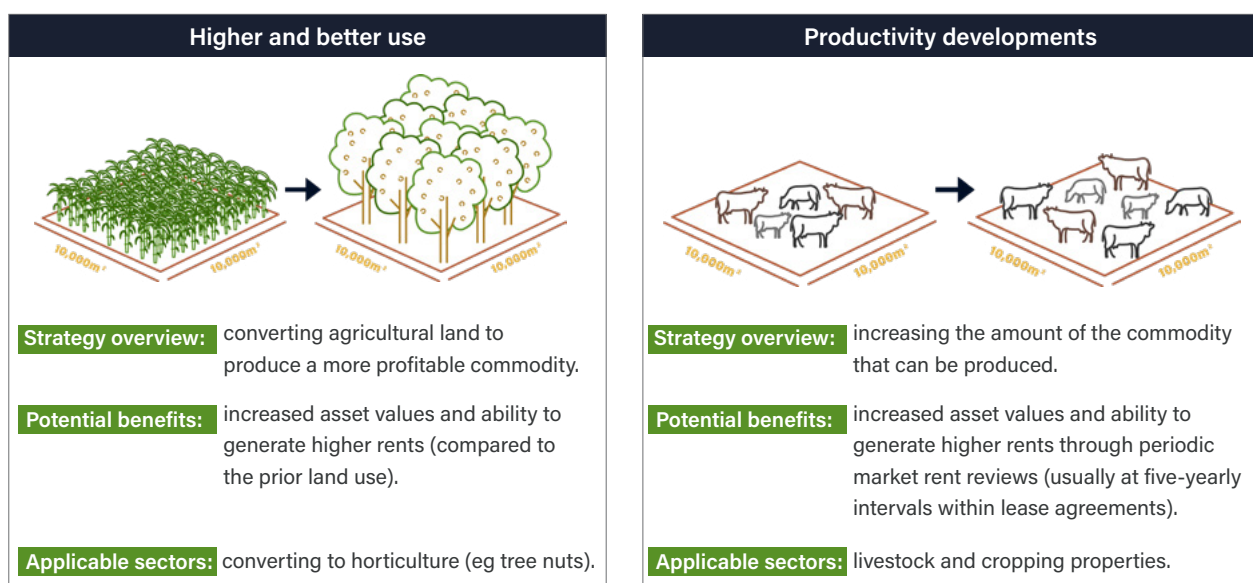 Higher and better use
10,000m²
10,000m²
10,000m²
10,000m²
Strategy overview: converting agricultural land to
produce a more profitable commodity.
Potential benefits: increased asset values and ability to
generate higher rents (compared to
the prior land use).
Applicable sectors: converting to horticulture (eg tree nuts).
Productivity developments
10,000m²
10,000m²
10,000m²
10,000m²
Strategy overview: increasing the amount of the commodity
that can be produced.
Potential benefits: increased asset values and ability to
generate higher rents through periodic
market rent reviews (usually at five-yearly
intervals within lease agreements).
Applicable sectors: livestock and cropping properties.